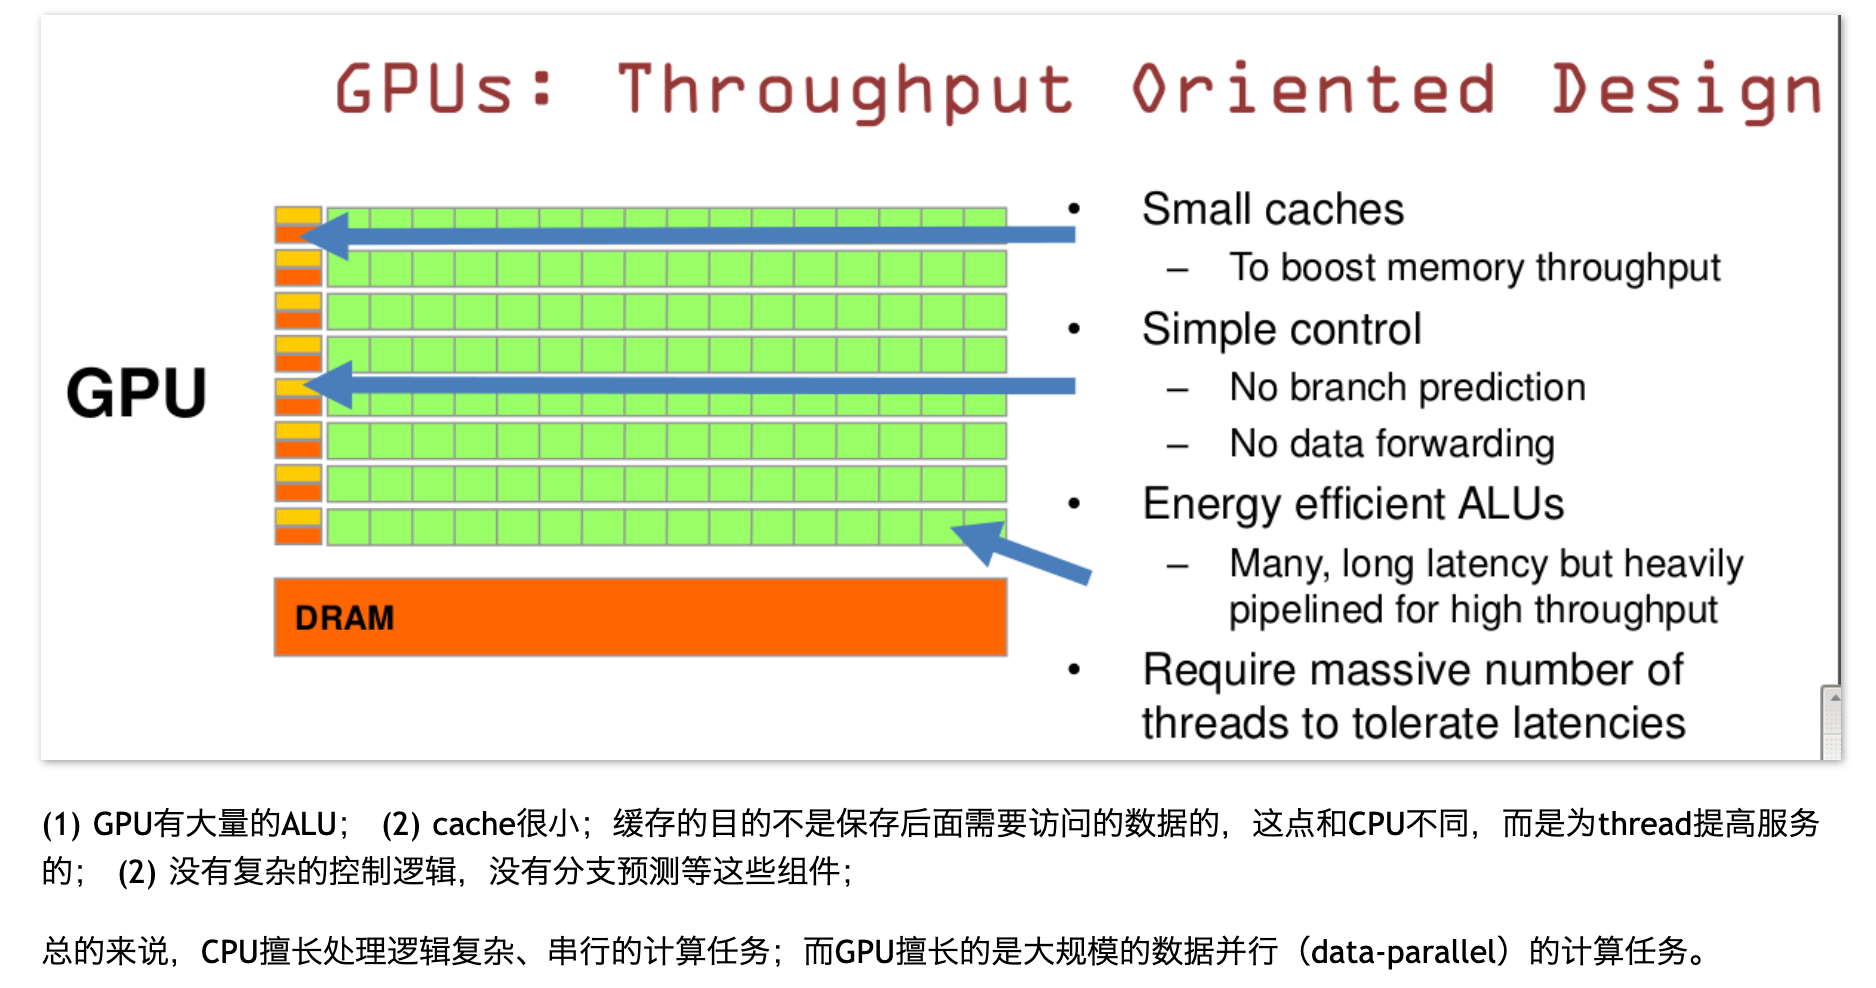 GPUs: Throughput Oriented Design
GPU
DRAM
• Small caches
– To boost memory throughput
• Simple control
– No branch prediction
– No data forwarding
• Energy efficient ALUs
– Many, long latency but heavily
pipelined for high throughput
• Require massive number of
threads to tolerate latencies
(1) GPU有大量的ALU； (2) cache很小；缓存的目的不是保存后面需要访问的数据的，这点和CPU不同，而是为thread提高服务
的； (2) 没有复杂的控制逻辑，没有分支预测等这些组件；
总的来说，CPU擅长处理逻辑复杂、串行的计算任务；而GPU擅长的是大规模的数据并行（data-parallel）的计算任务。